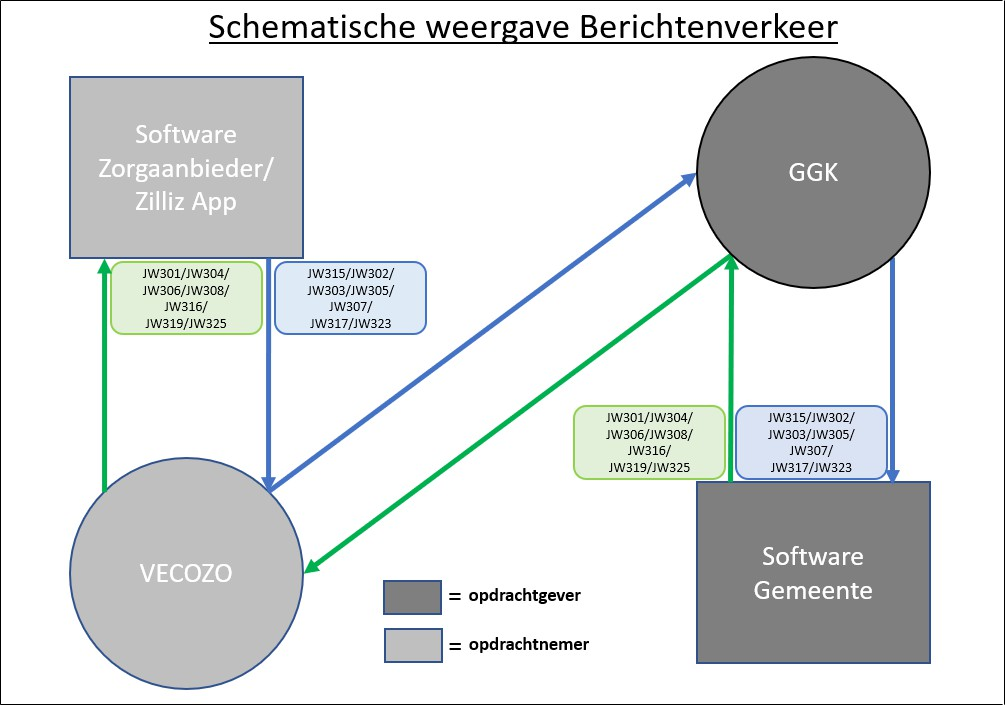 Schematische weergave Berichtenverkeer
Software
Zorgaanbieder/
Zilliz App
GGK
JW301/JW304/
JW306/JW308/
JW316/
JW319/JW325
JW315/JW302/
JW303/JW305/
JW307/
JW317/JW323
JW301/JW304/
JW306/JW308/
JW316/
JW319/JW325
JW315/JW302/
JW303/JW305/
JW307/
JW317/JW323
VECOZO
Software
Gemeente
= opdrachtgever
= opdrachtnemer